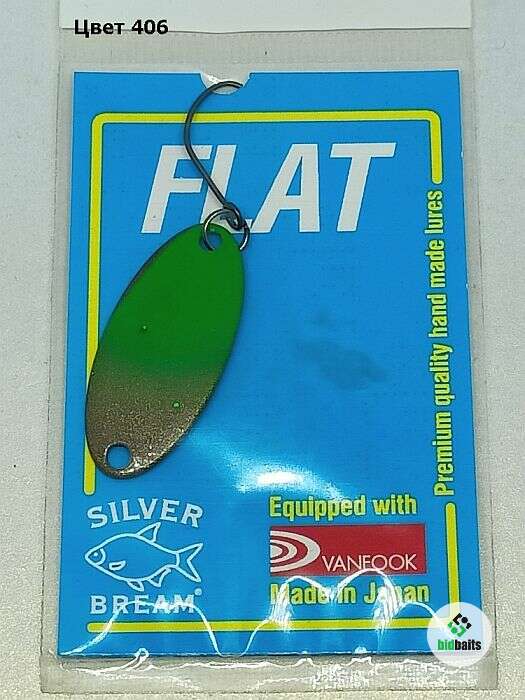 Цвет 406
FLAT
Premium quality hand made lures
SILVER
BREAM®
Equipped with
VANFOOK
Made in Japan
bidbaits